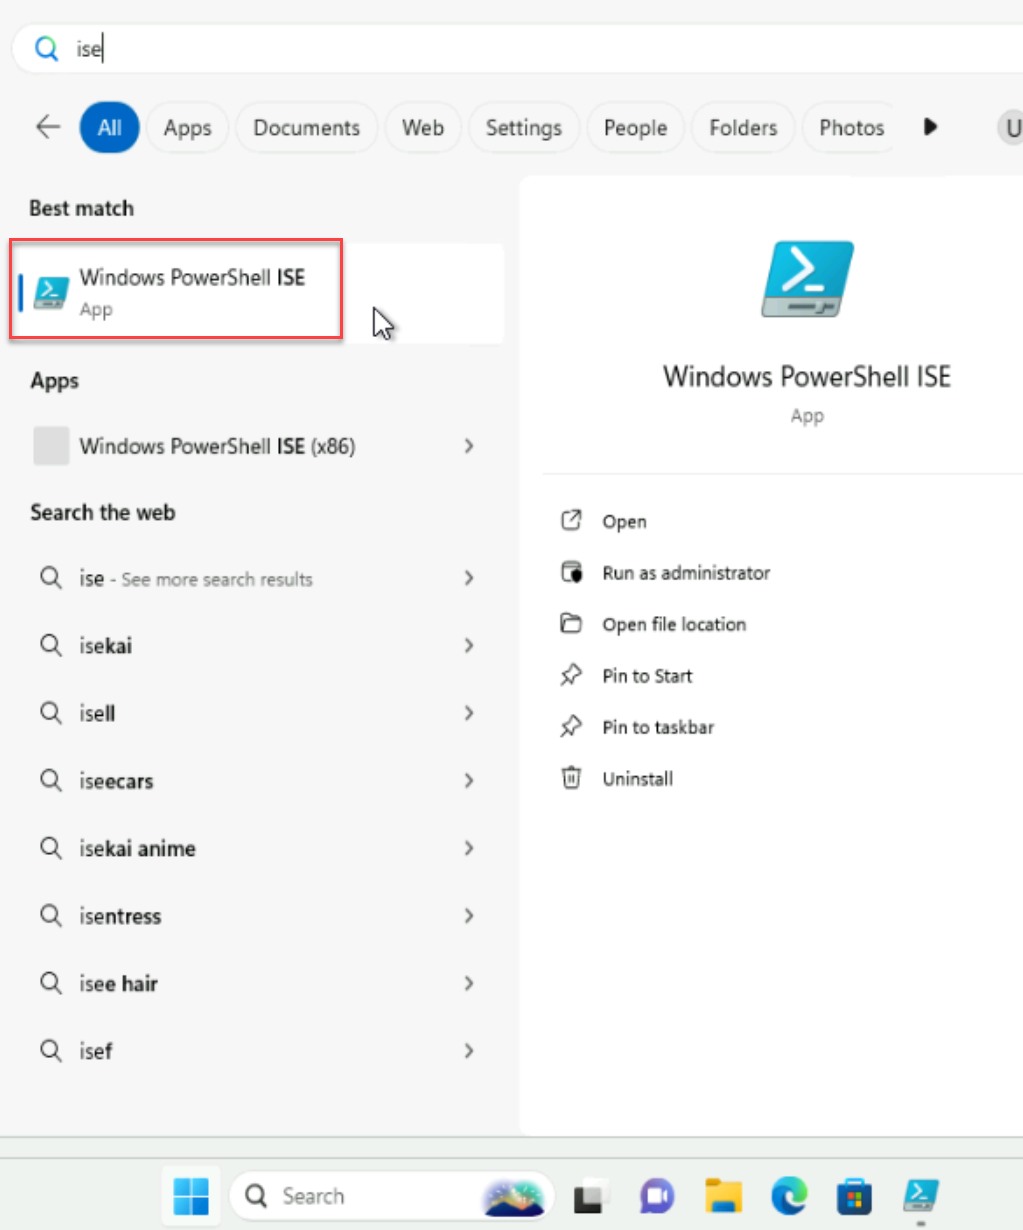 ise
All Apps Documents Web Settings People Folders Photos U
Best match
Windows PowerShell ISE
App
Apps
Windows PowerShell ISE (x86)
Search the web
ise - See more search results
isekai
isell
iseecars
isekai anime
isentress
isee hair
isef
Windows PowerShell ISE
App
Open
Run as administrator
Open file location
Pin to Start
Pin to taskbar
Uninstall
Search